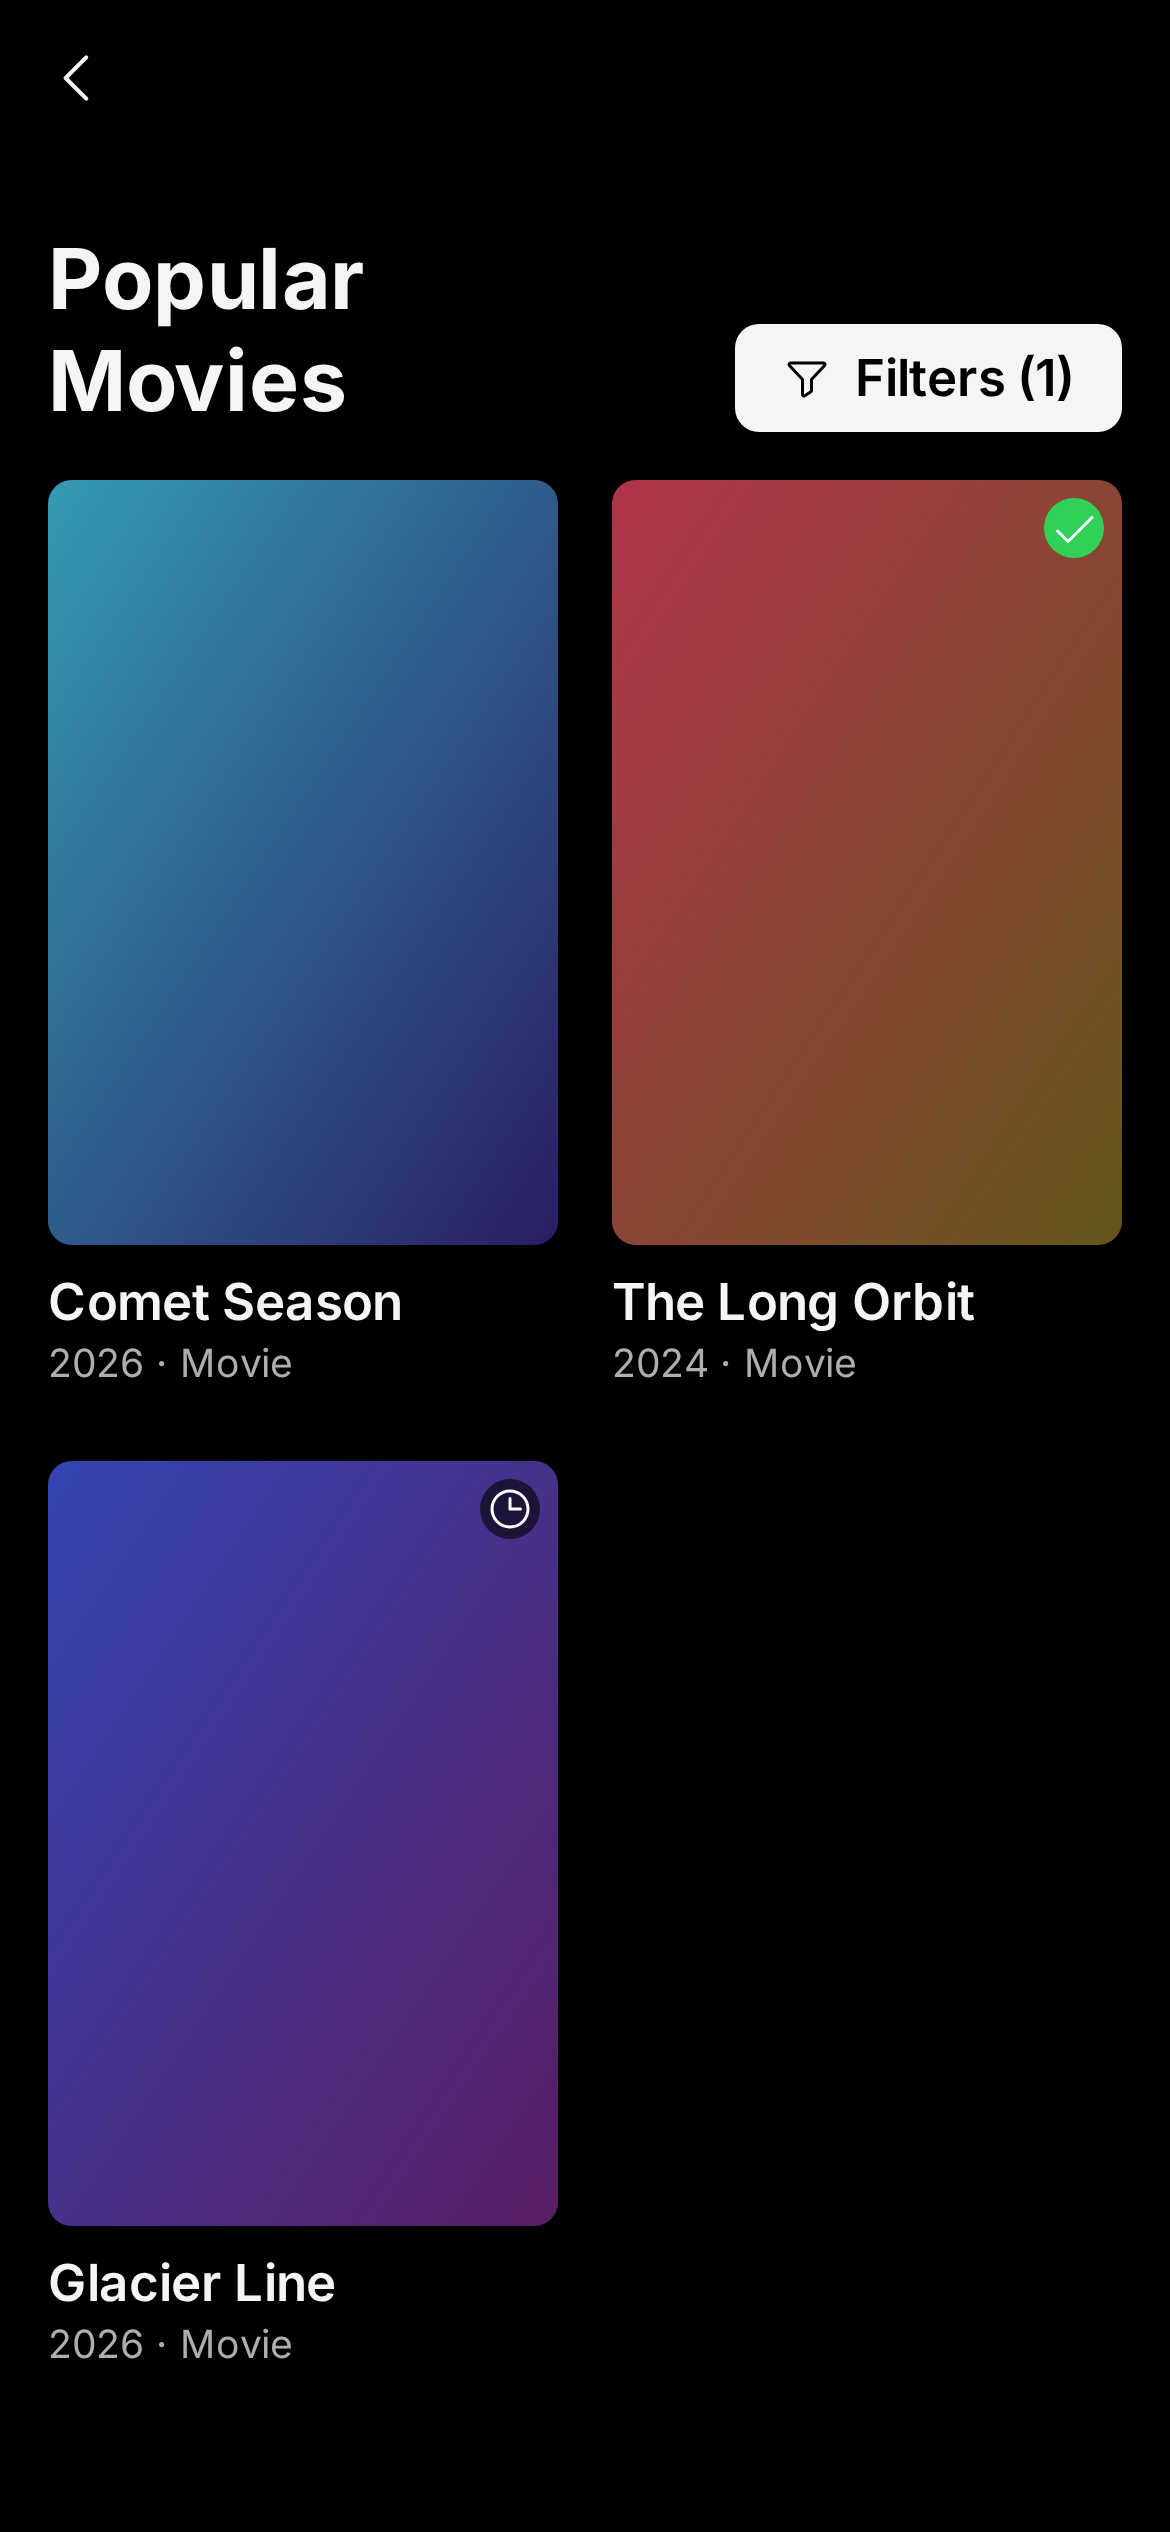 Popular
Movies
Filters (1)
Comet Season
2026 · Movie
The Long Orbit
2024 · Movie
Glacier Line
2026 · Movie